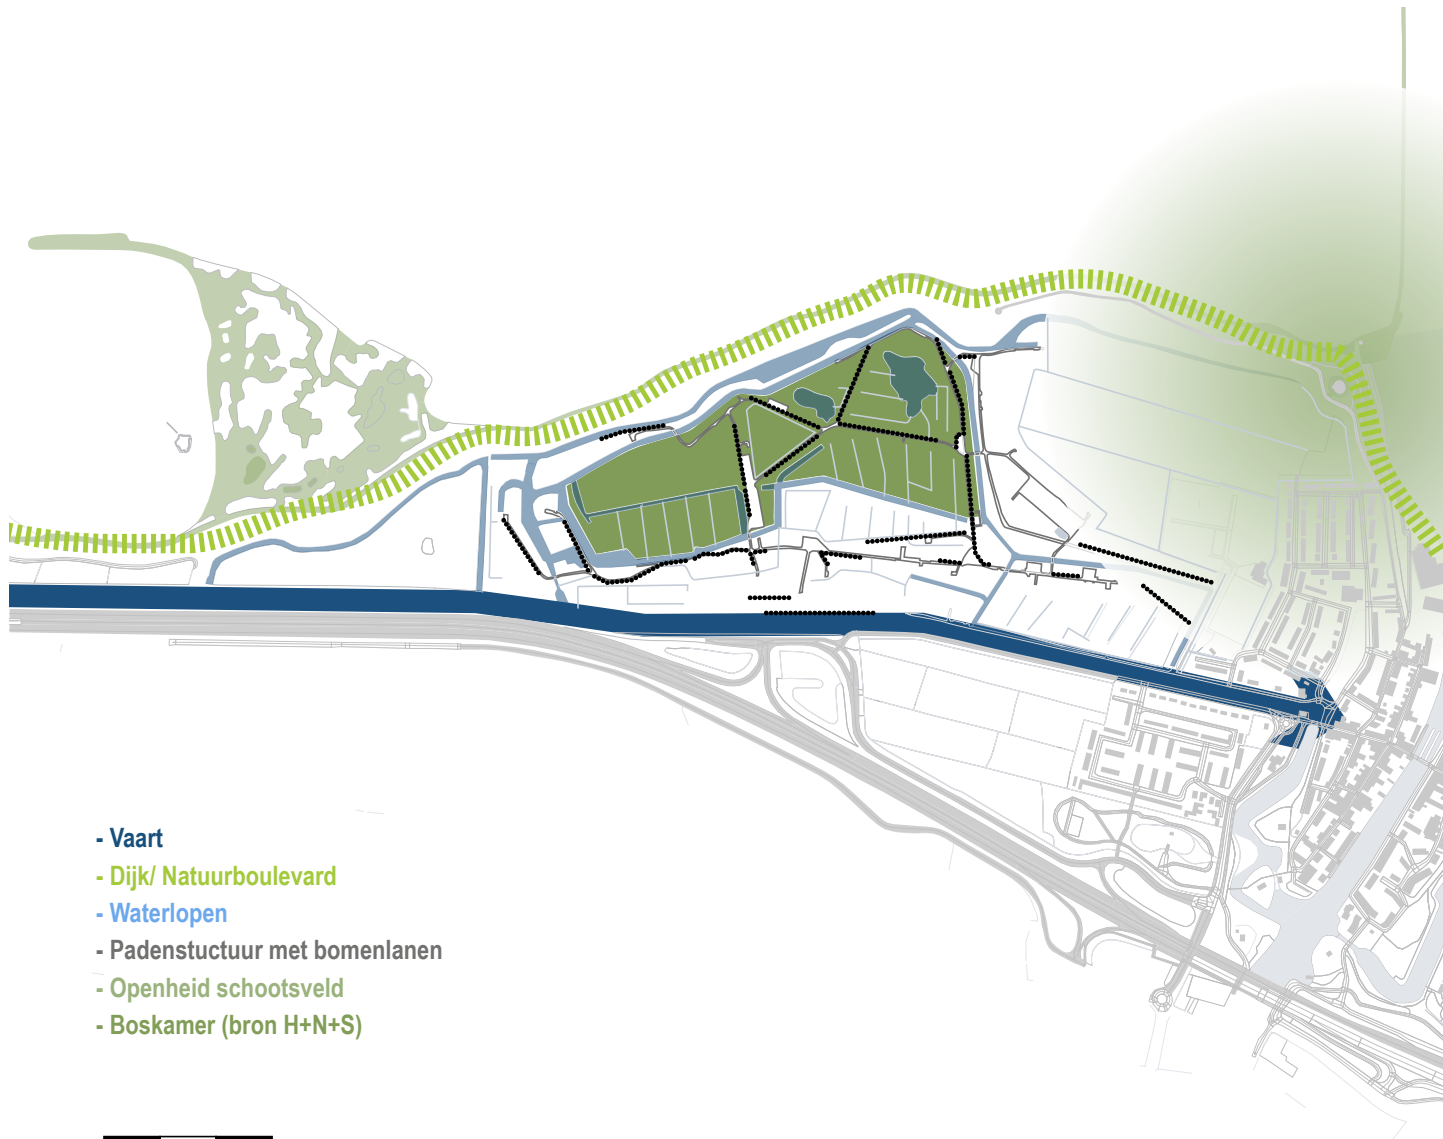 - Vaart
- Dijk/ Natuurboulevard
- Waterlopen
- Padenstuctuur met bomenlanen
- Openheid schootsveld
- Boskamer (bron H+N+S)